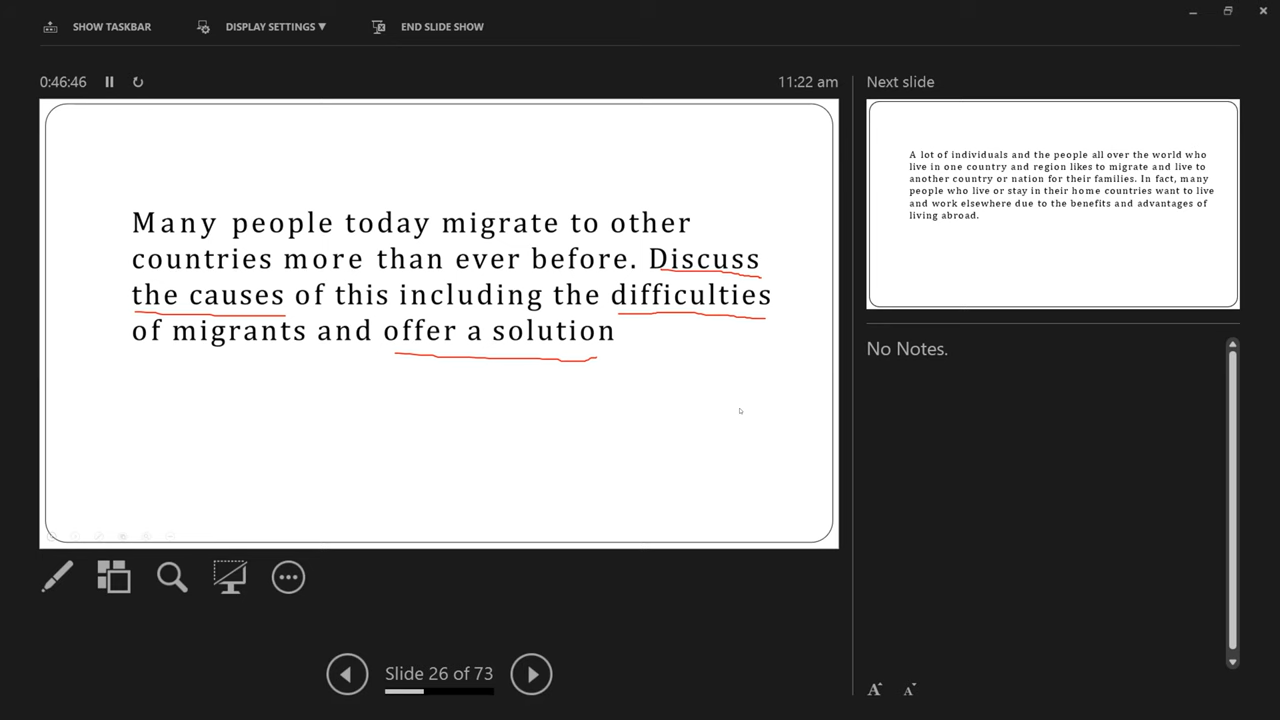 SHOW TASKBAR
DISPLAY SETTINGS ▼
END SLIDE SHOW
0:46:46
11:22 am
Many people today migrate to other
countries more than ever before. Discuss
the causes of this including the difficulties
of migrants and offer a solution
Slide 26 of 73
Next slide
A lot of individuals and the people all over the world who
live in one country and region likes to migrate and live to
another country or nation for their families. In fact, many
people who live or stay in their home countries want to live
and work elsewhere due to the benefits and advantages of
living abroad.
No Notes.
A A